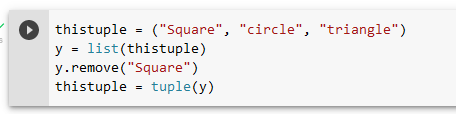 thistuple = ("Square", "circle", "triangle")
y = list(thistuple)
y.remove("Square")
thistuple = tuple(y)